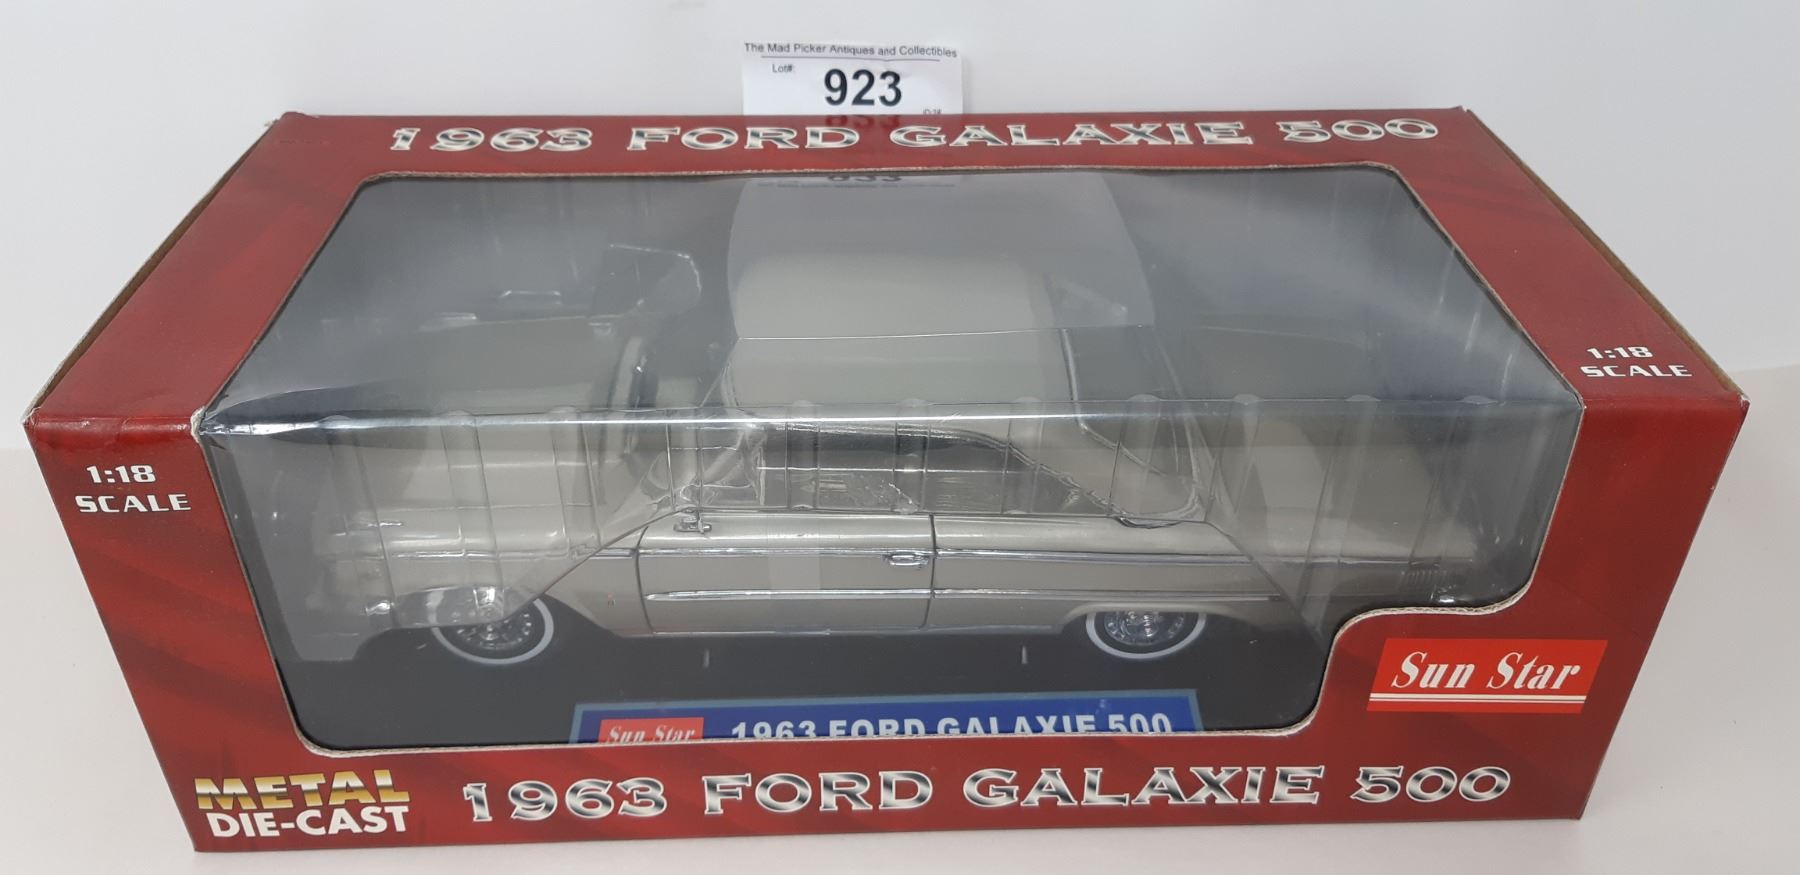 The Mad Picker Antiques and Collectibles
Lot#:
923
1963 FORD GALAXIE 500
1:18
SCALE
1:18
SCALE
Sun Star
Sun Star 1963 FORD GALAXIE 500
METAL
DIE-CAST
1963 FORD GALAXIE 500